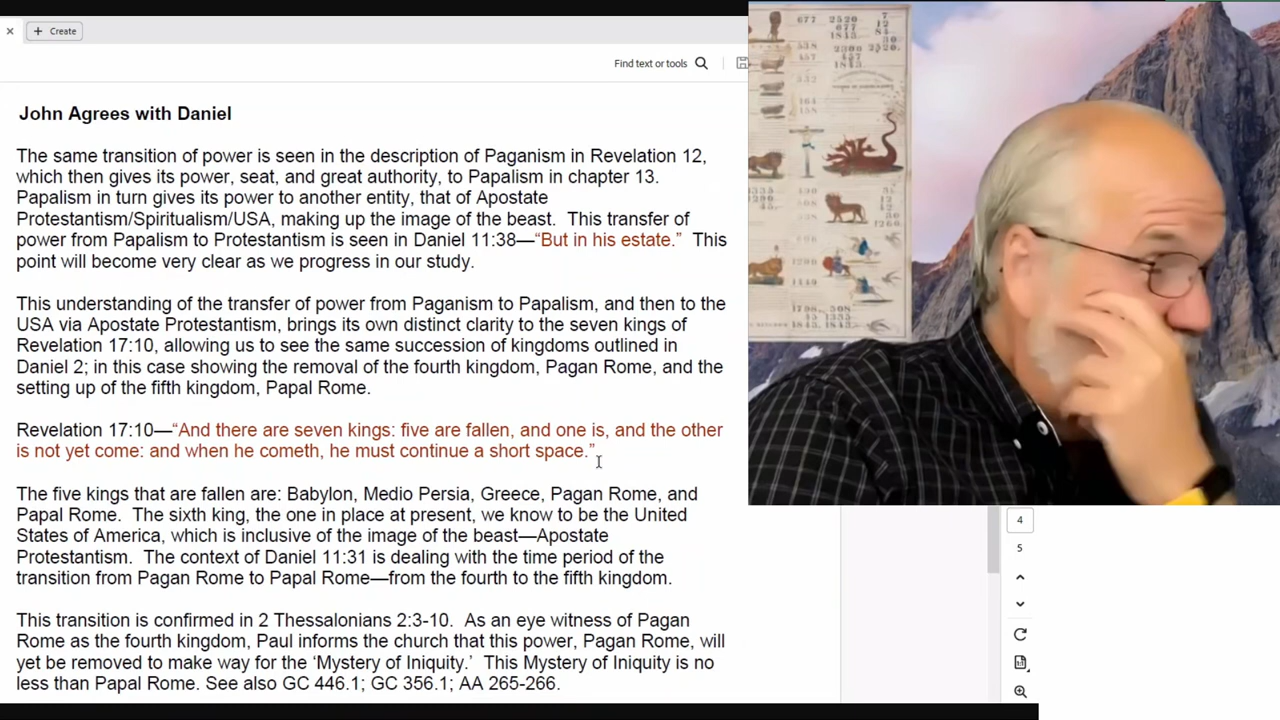 Create
Find text or tools
John Agrees with Daniel
The same transition of power is seen in the description of Paganism in Revelation 12,
which then gives its power, seat, and great authority, to Papalism in chapter 13.
Papalism in turn gives its power to another entity, that of Apostate
Protestantism/Spiritualism/USA, making up the image of the beast.  This transfer of
power from Papalism to Protestantism is seen in Daniel 11:38—“But in his estate.”  This
point will become very clear as we progress in our study.
This understanding of the transfer of power from Paganism to Papalism, and then to the
USA via Apostate Protestantism, brings its own distinct clarity to the seven kings of
Revelation 17:10, allowing us to see the same succession of kingdoms outlined in
Daniel 2; in this case showing the removal of the fourth kingdom, Pagan Rome, and the
setting up of the fifth kingdom, Papal Rome.
Revelation 17:10—“And there are seven kings: five are fallen, and one is, and the other
is not yet come: and when he cometh, he must continue a short space.”
The five kings that are fallen are: Babylon, Medio Persia, Greece, Pagan Rome, and
Papal Rome.  The sixth king, the one in place at present, we know to be the United
States of America, which is inclusive of the image of the beast—Apostate
Protestantism.  The context of Daniel 11:31 is dealing with the time period of the
transition from Pagan Rome to Papal Rome—from the fourth to the fifth kingdom.
This transition is confirmed in 2 Thessalonians 2:3-10.  As an eye witness of Pagan
Rome as the fourth kingdom, Paul informs the church that this power, Pagan Rome, will
yet be removed to make way for the ‘Mystery of Iniquity.’  This Mystery of Iniquity is no
less than Papal Rome. See also GC 446.1; GC 356.1; AA 265-266.
677 2520
677
1843
538
457 457
1843
4
5